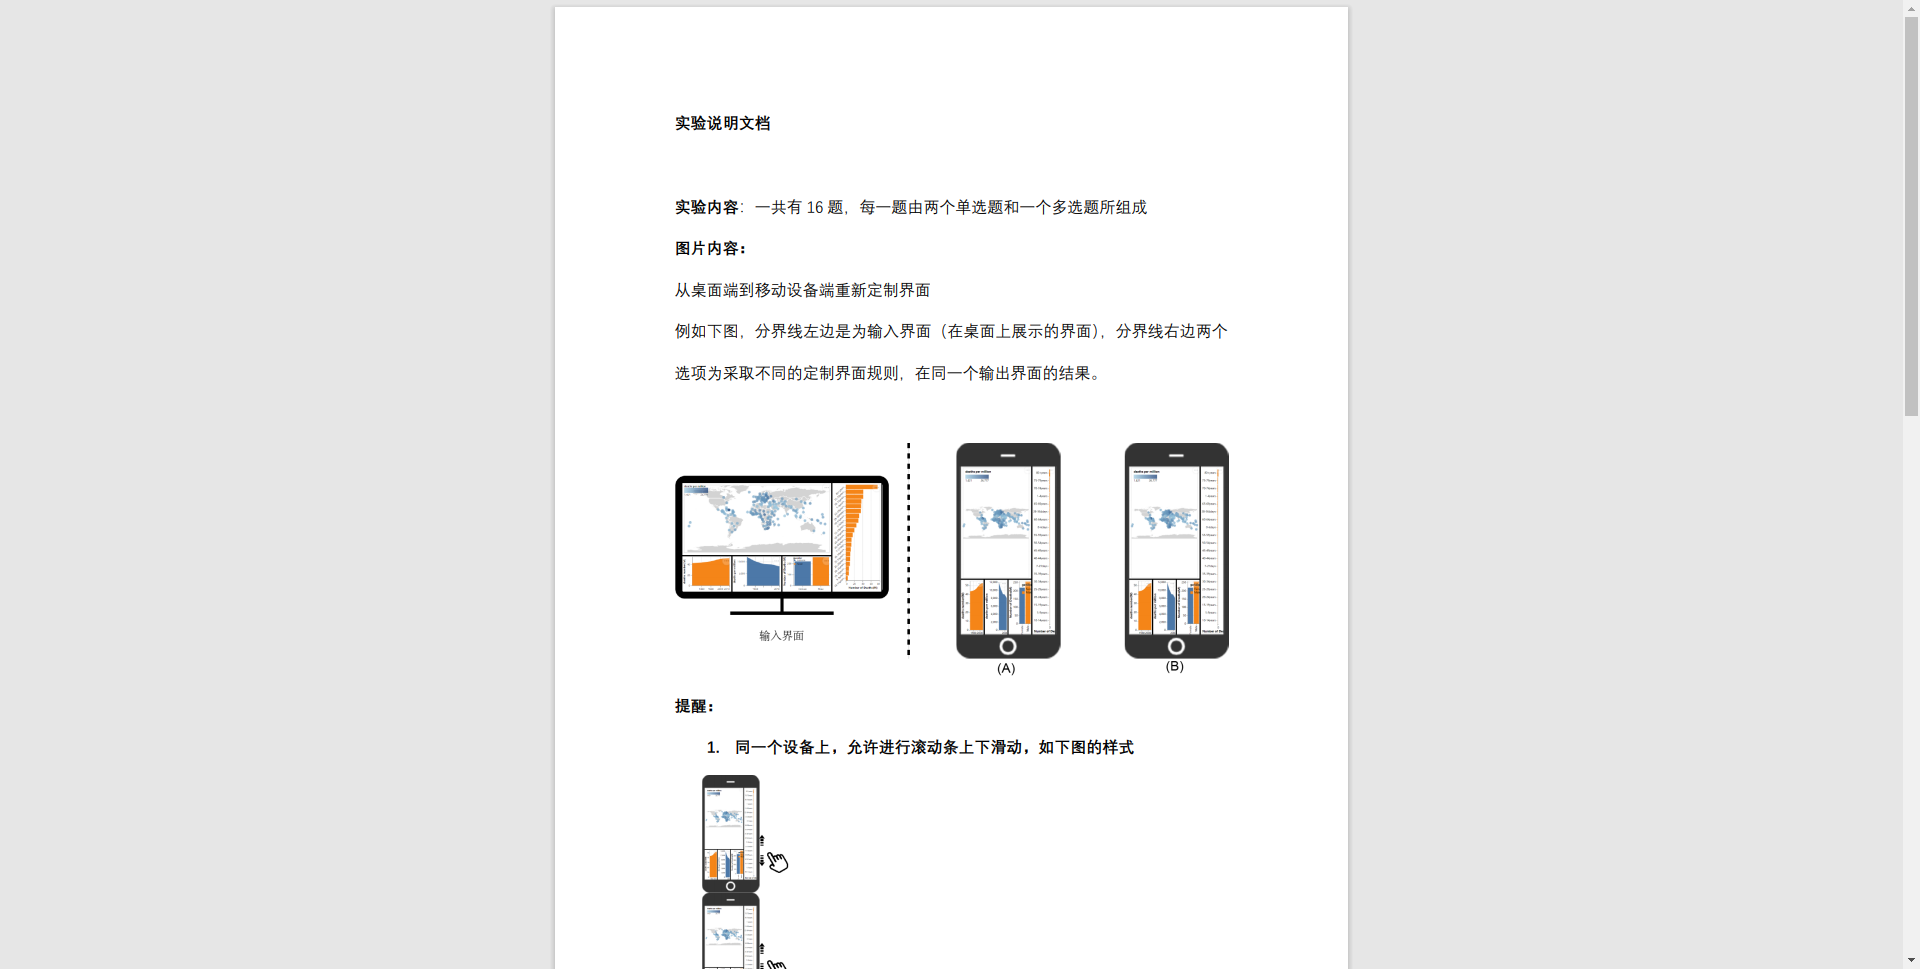 实验说明文档
实验内容：一共有 16 题，每一题由两个单选题和一个多选题所组成
图片内容：
从桌面端到移动设备端重新定制界面
例如下图，分界线左边是为输入界面（在桌面上展示的界面），分界线右边两个
选项为采取不同的定制界面规则，在同一个输出界面的结果。
输入界面
(A)
(B)
提醒：
1. 同一个设备上，允许进行滚动条上下滑动，如下图的样式